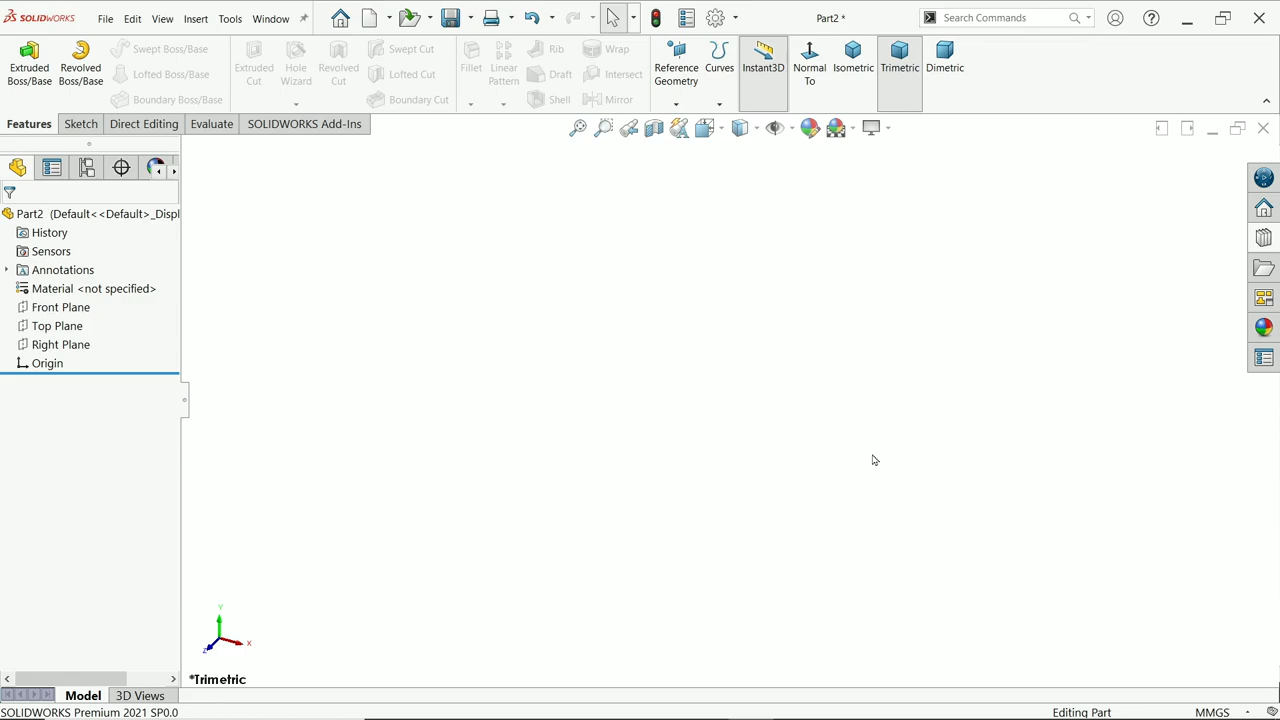 SOLIDWORKS File Edit View Insert Tools Window Part2 * Search Commands
Extruded Boss/Base
Revolved Boss/Base
Swept Boss/Base
Lofted Boss/Base
Boundary Boss/Base
Extruded Cut
Hole Wizard
Revolved Cut
Swept Cut
Lofted Cut
Boundary Cut
Fillet
Linear Pattern
Rib
Draft
Shell
Wrap
Intersect
Mirror
Reference Geometry
Curves
Instant3D
Normal To
Isometric
Trimetric
Dimetric
Features Sketch Direct Editing Evaluate SOLIDWORKS Add-Ins
Part2 (Default<<Default>_Displ
History
Sensors
Annotations
Material <not specified>
Front Plane
Top Plane
Right Plane
Origin
Y
X
Z
*Trimetric
Model 3D Views
SOLIDWORKS Premium 2021 SP0.0 Editing Part MMGS